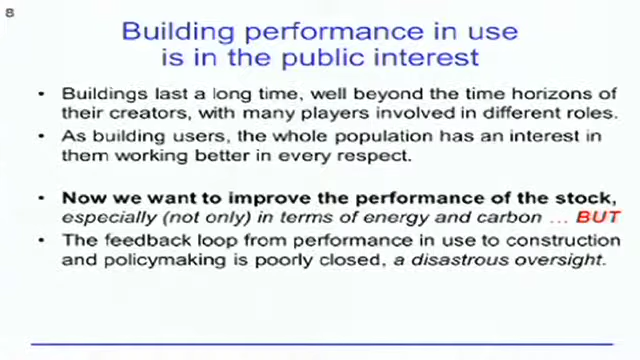 8
Building performance in use
is in the public interest
• Buildings last a long time, well beyond the time horizons of
their creators, with many players involved in different roles.
• As building users, the whole population has an interest in
them working better in every respect.
• Now we want to improve the performance of the stock,
especially (not only) in terms of energy and carbon ... BUT
• The feedback loop from performance in use to construction
and policymaking is poorly closed, a disastrous oversight.